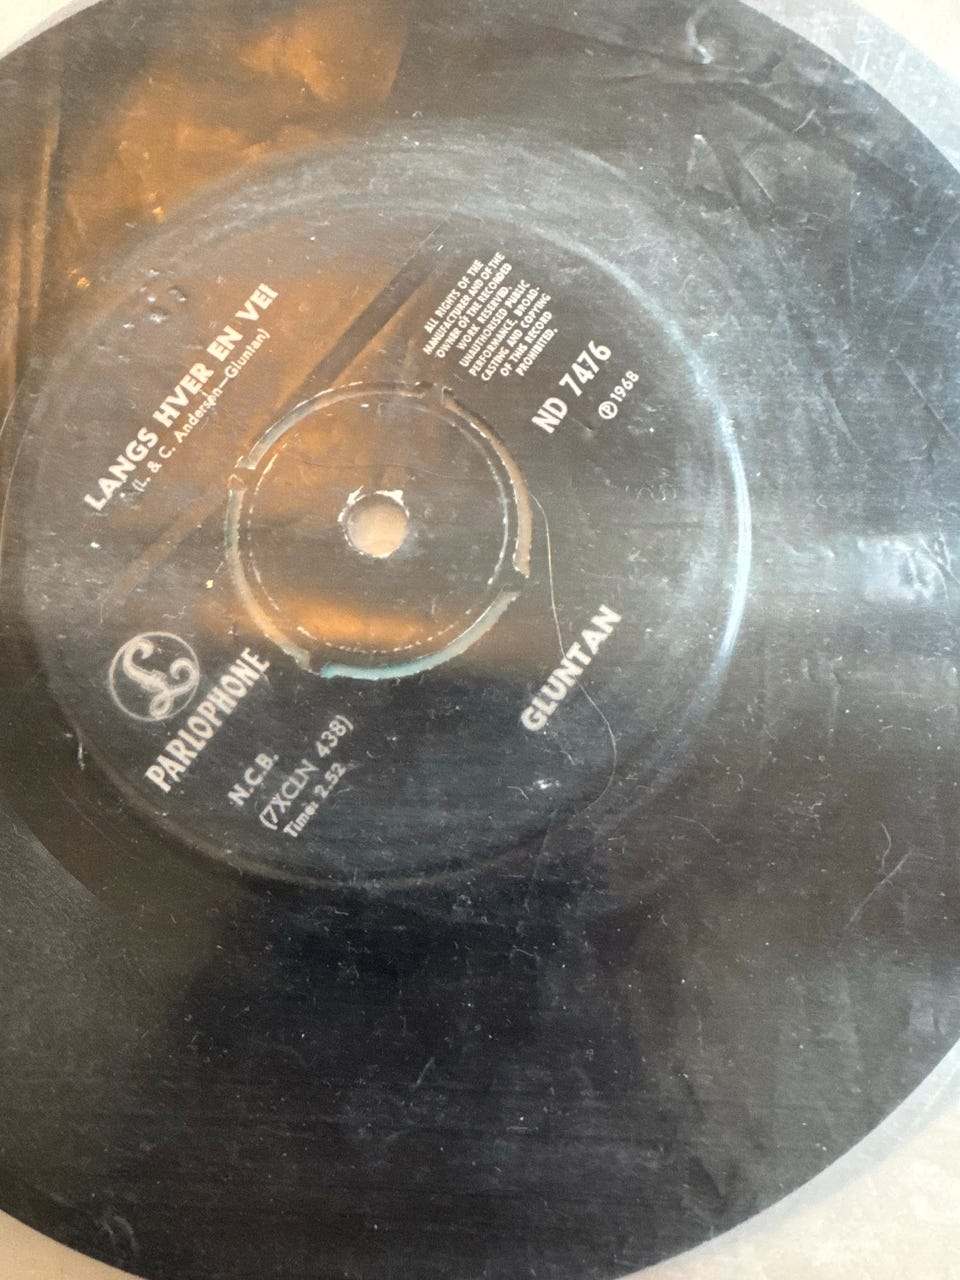 LANGS HVER EN VEI
(L. & C. Andersen—Gluntan)
ALL RIGHTS OF THE
MANUFACTURER AND OF THE
OWNER OF THE RECORDED
WORK RESERVED.
UNAUTHORISED PUBLIC
PERFORMANCE, BROAD-
CASTING AND COPYING
OF THIS RECORD
PROHIBITED.
ND 7476
℗ 1968
£
PARLOPHONE
N.C.B.
(7XCLN 438)
Time: 2.52
GLUNTAN